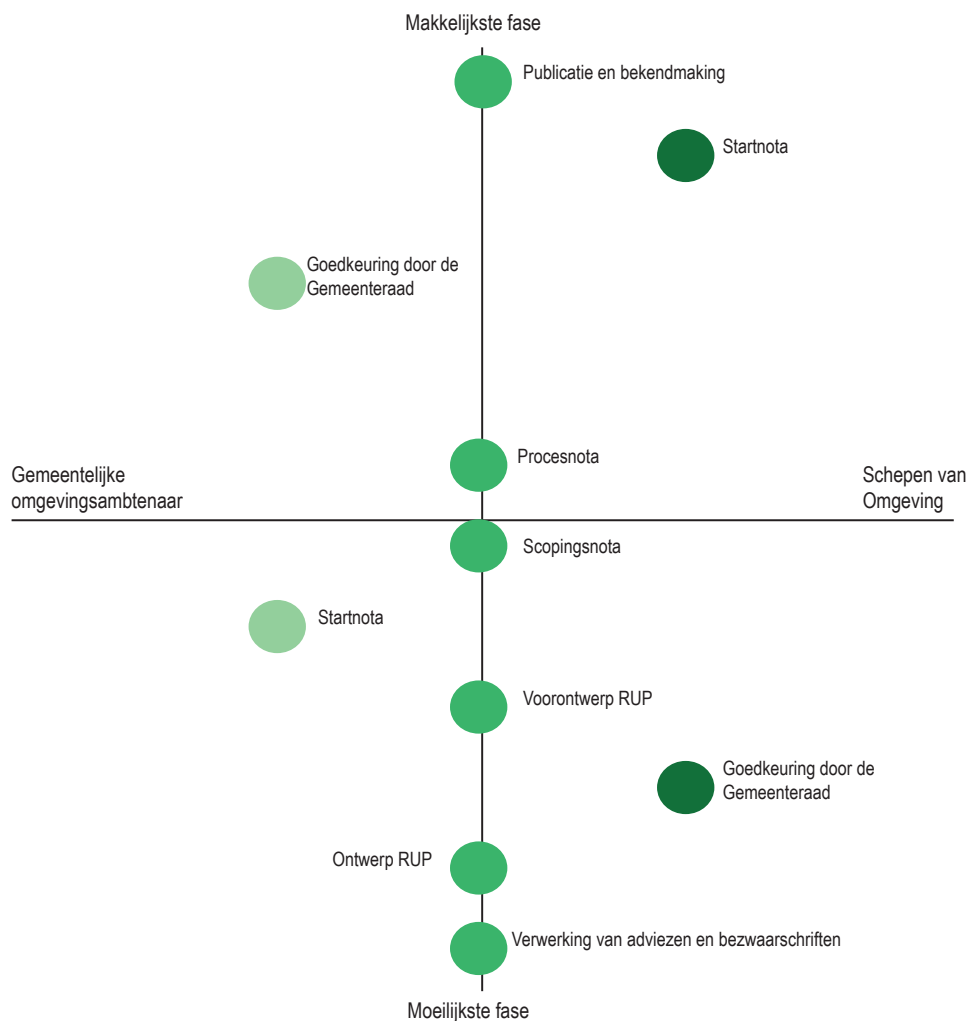 Makkelijkste fase
Publicatie en bekendmaking
Startnota
Goedkeuring door de
Gemeenteraad
Procesnota
Gemeentelijke
omgevingsambtenaar
Schepen van
Omgeving
Scopingsnota
Startnota
Voorontwerp RUP
Goedkeuring door de
Gemeenteraad
Ontwerp RUP
Verwerking van adviezen en bezwaarschriften
Moeilijkste fase